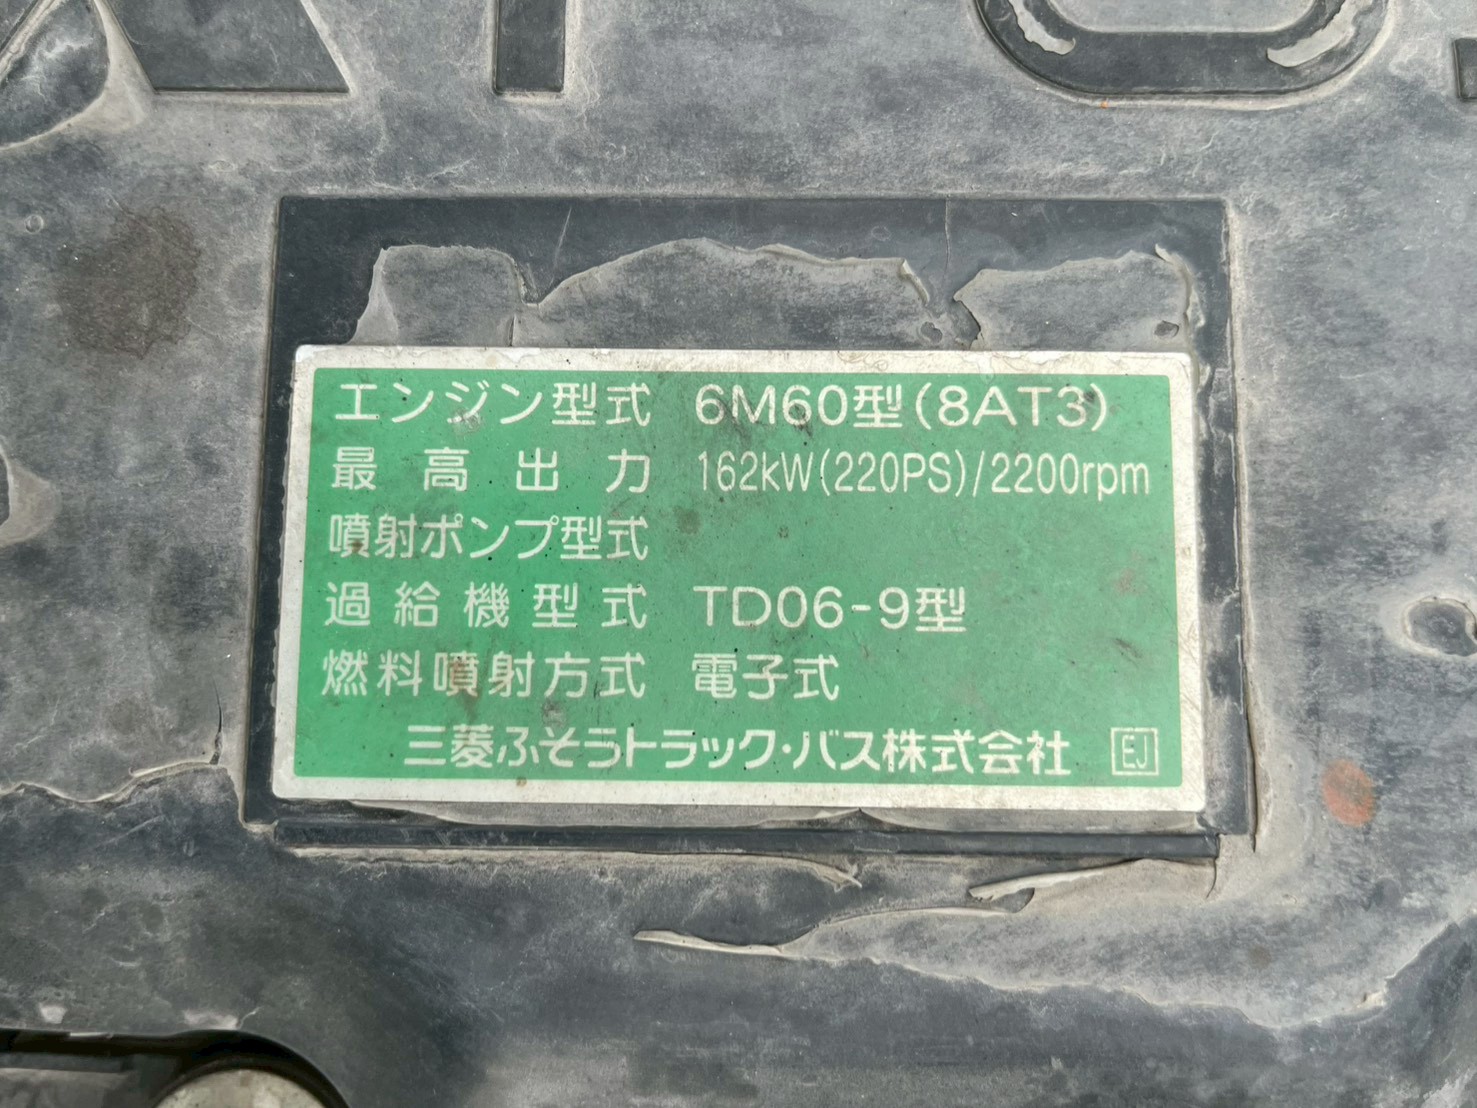 エンジン型式 6M60型(8AT3)
最高出力 162kW(220PS)/2200rpm
噴射ポンプ型式
過給機型式 TD06-9型
燃料噴射方式 電子式
三菱ふそうトラック・バス株式会社 EJ